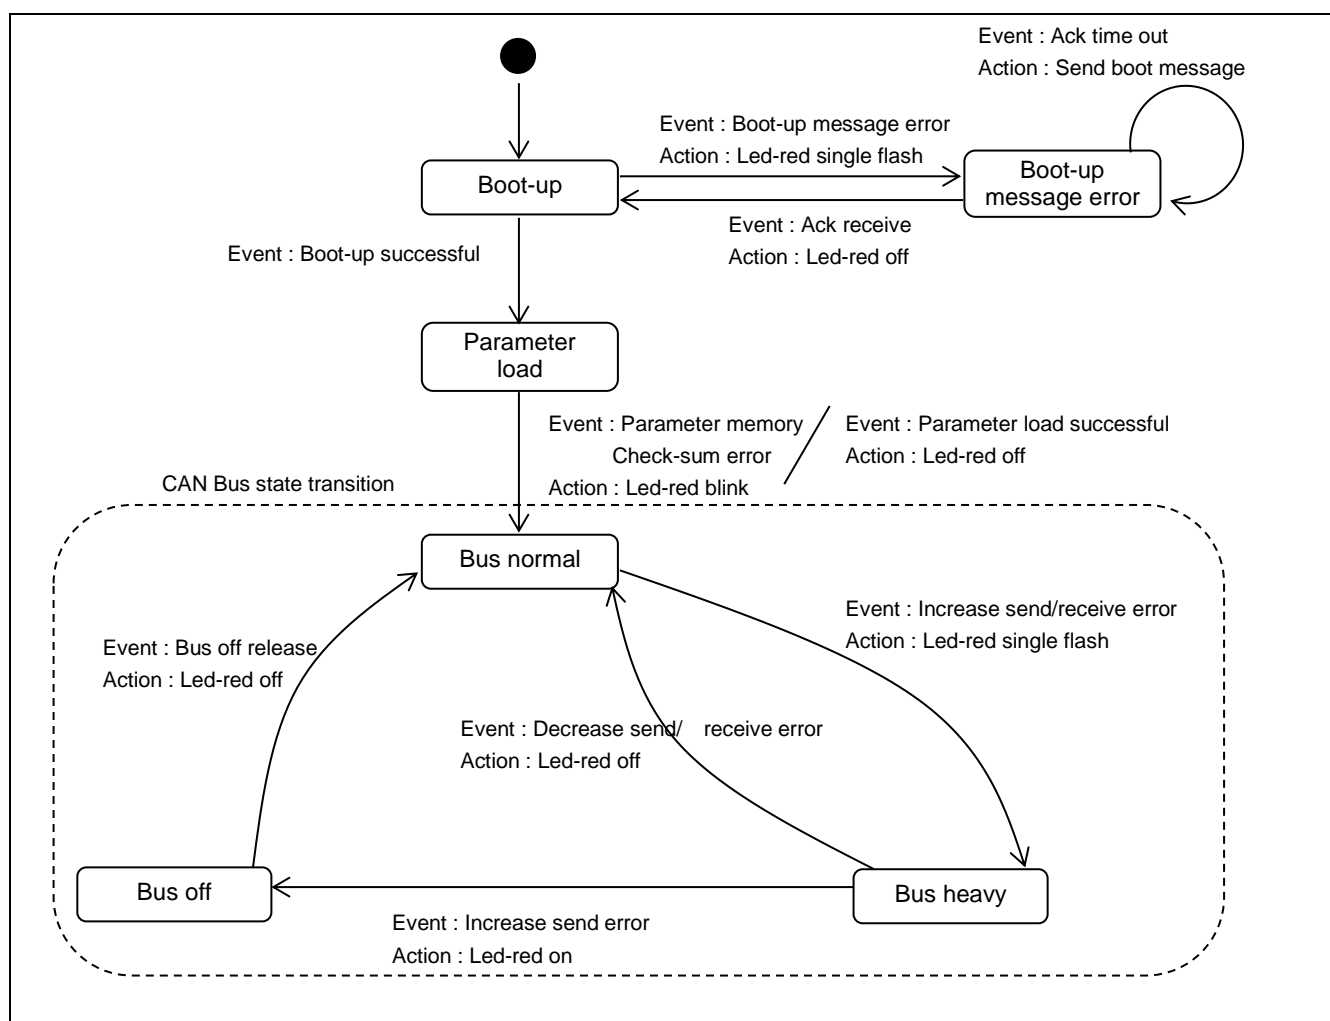 Event : Ack time out
Action : Send boot message
Event : Boot-up message error
Action : Led-red single flash
Boot-up
Boot-up
message error
Event : Ack receive
Action : Led-red off
Event : Boot-up successful
Parameter
load
Event : Parameter memory
Check-sum error
Action : Led-red blink
Event : Parameter load successful
Action : Led-red off
CAN Bus state transition
Bus normal
Event : Increase send/receive error
Action : Led-red single flash
Event : Bus off release
Action : Led-red off
Event : Decrease send/ receive error
Action : Led-red off
Bus off
Bus heavy
Event : Increase send error
Action : Led-red on